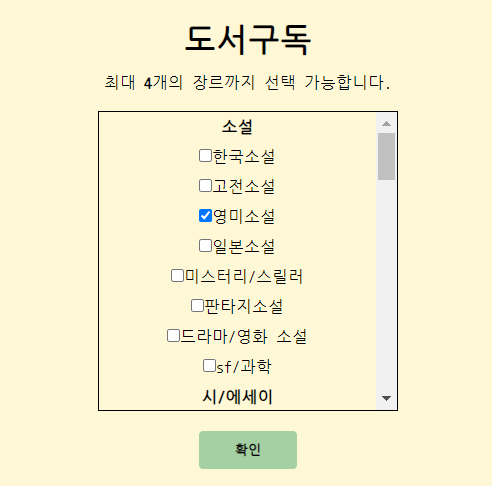 도서구독
최대 4개의 장르까지 선택 가능합니다.
소설
한국소설
고전소설
영미소설
일본소설
미스터리/스릴러
판타지소설
드라마/영화 소설
sf/과학
시/에세이
확인